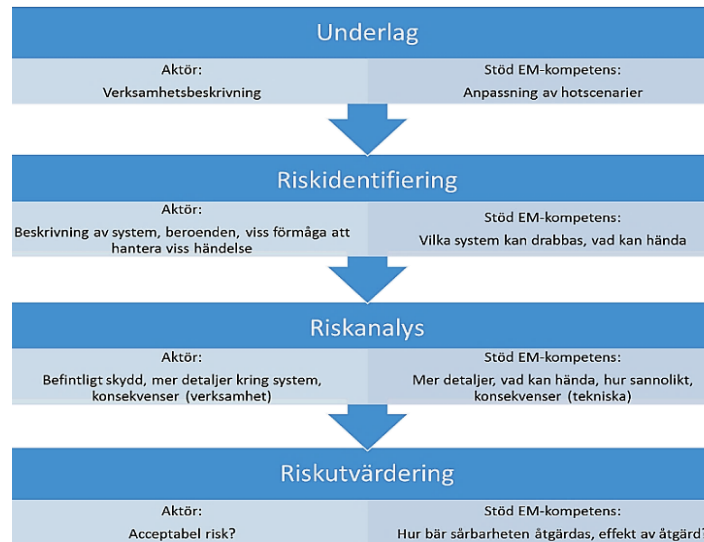 Underlag
Aktör:
Verksamhetsbeskrivning
Stöd EM-kompetens:
Anpassning av hotscenarier
Riskidentifiering
Aktör:
Beskrivning av system, beroenden, viss förmåga att
hantera viss händelse
Stöd EM-kompetens:
Vilka system kan drabbas, vad kan hända
Riskanalys
Aktör:
Befintligt skydd, mer detaljer kring system,
konsekvenser (verksamhet)
Stöd EM-kompetens:
Mer detaljer, vad kan hända, hur sannolikt,
konsekvenser (tekniska)
Riskutvärdering
Aktör:
Acceptabel risk?
Stöd EM-kompetens:
Hur bär sårbarheten åtgärdas, effekt av åtgärd?